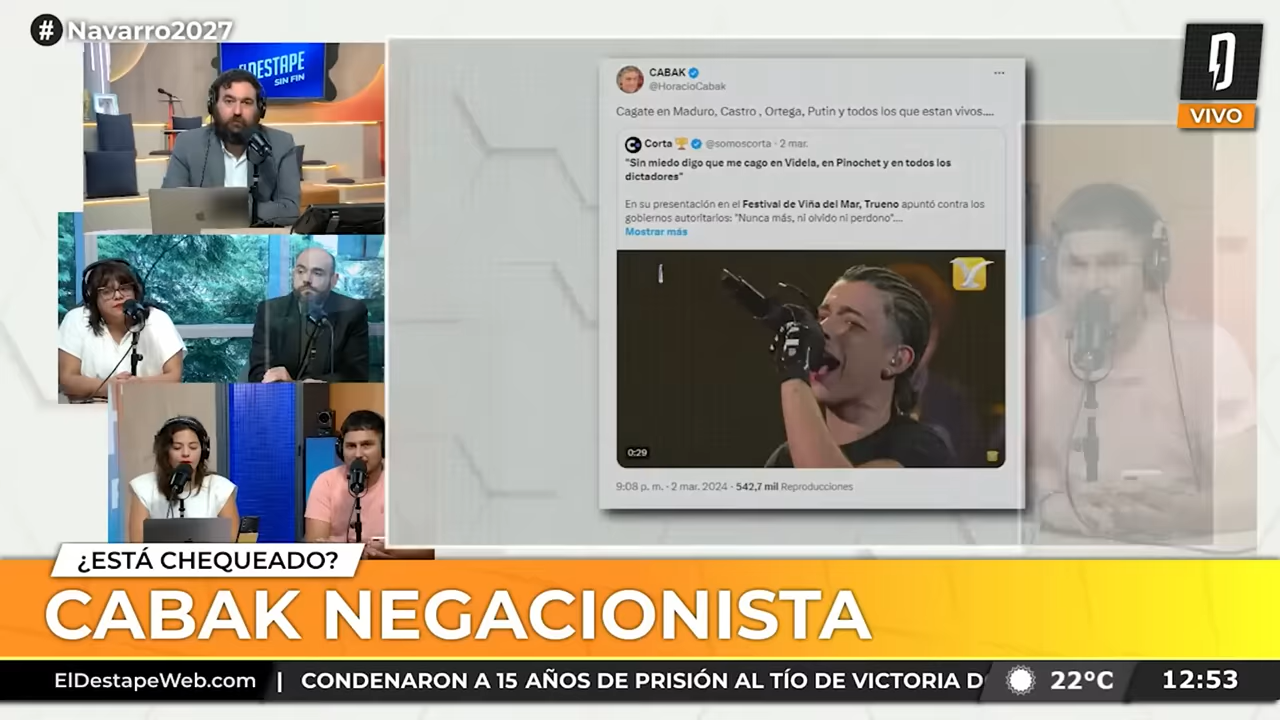 # Navarro2027
EL DESTAPE
SIN FIN
CABAK
@HoracioCabak
Cagate en Maduro, Castro , Ortega, Putin y todos los que estan vivos....
Corta 🏆 @somoscorta · 2 mar.
"Sin miedo digo que me cago en Videla, en Pinochet y en todos los
dictadores"
En su presentación en el Festival de Viña del Mar, Trueno apuntó contra los
gobiernos autoritarios: "Nunca más, ni olvido ni perdono"....
Mostrar más
0:29
9:08 p. m. · 2 mar. 2024 · 542,7 mil Reproducciones
VIVO
¿ESTÁ CHEQUEADO?
CABAK NEGACIONISTA
ElDestapeWeb.com | CONDENARON A 15 AÑOS DE PRISIÓN AL TÍO DE VICTORIA D
22°C
12:53